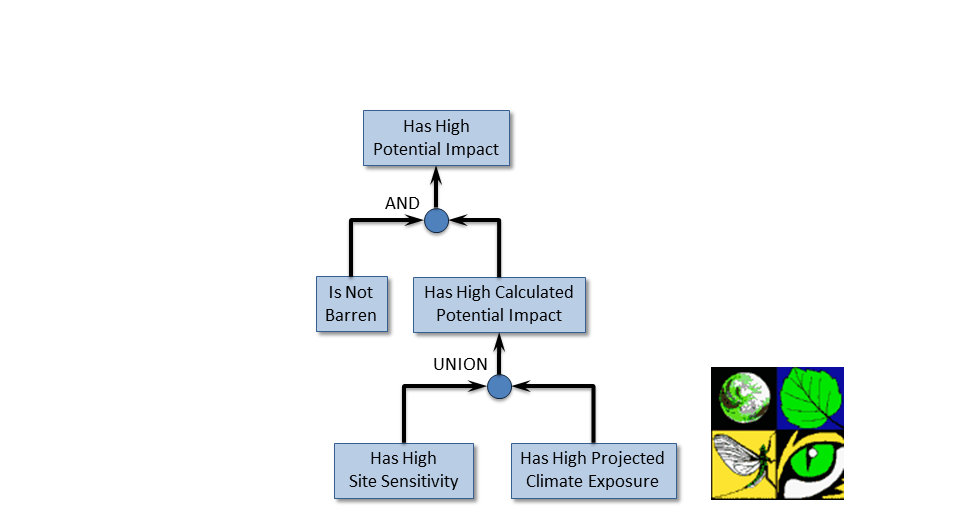 Has High
Potential Impact
AND
Is Not
Barren
Has High Calculated
Potential Impact
UNION
Has High
Site Sensitivity
Has High Projected
Climate Exposure